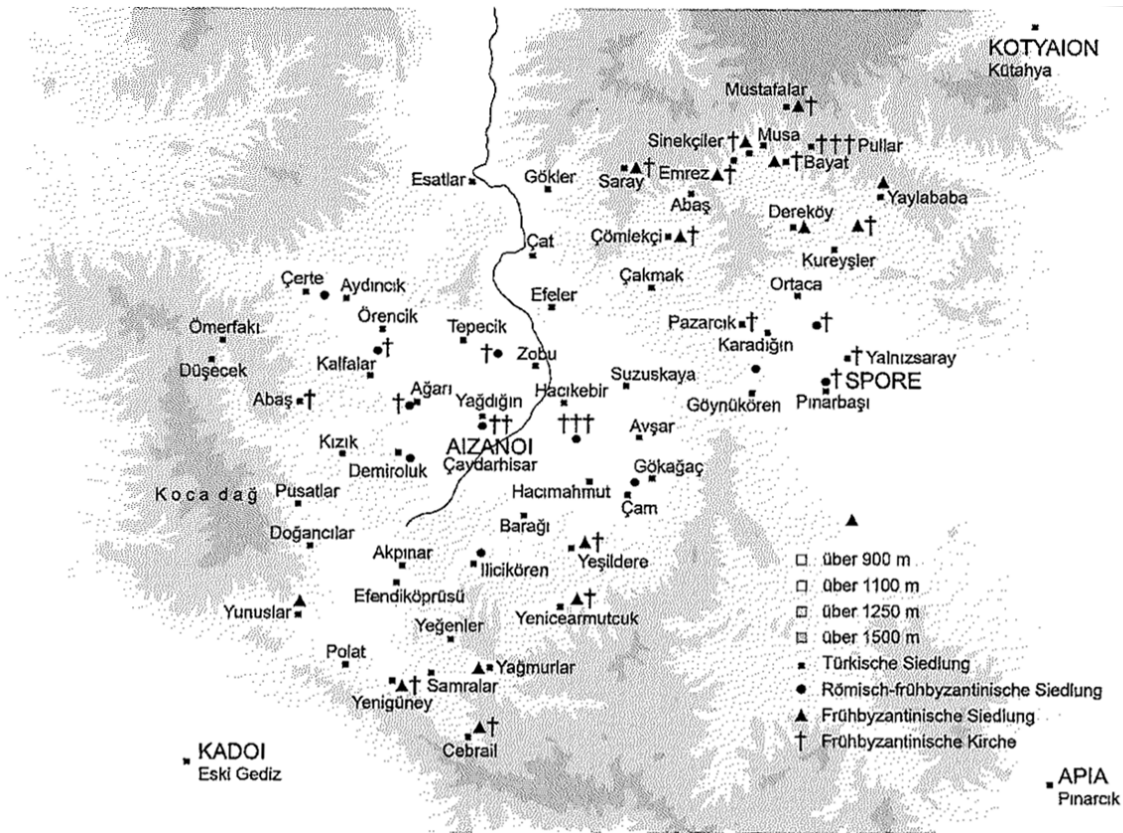 KOTYAION
Kütahya
Mustafalar
Sinekçiler
Musa
Pullar
Bayat
Saray
Emrez
Esatlar
Gökler
Abaş
Yaylababa
Dereköy
Çömlekçi
Çat
Kureyşler
Çakmak
Ortaca
Çerte
Aydıncık
Efeler
Örencik
Tepecik
Pazarcık
Karadığın
Ömerfakı
Düşecek
Kalfalar
Zobu
Yalnızsaray
Suzuskaya
SPORE
Pınarbaşı
Abaş
Ağarı
Yağdığın
Hacıkebir
Göynükören
AIZANOI
Çaydarhisar
Avşar
Kızık
Demiroluk
Gökağaç
Koca dağ
Pusatlar
Hacımahmut
Çam
Barağı
Doğancılar
Akpınar
Ilicikören
Yeşildere
Efendiköprüsü
Yunuslar
Yenicearmutcuk
Yeğenler
Polat
Yağmurlar
Yenigüney
Samralar
Cebrail
KADOI
Eski Gediz
über 900 m
über 1100 m
über 1250 m
über 1500 m
Türkische Siedlung
Römisch-frühbyzantinische Siedlung
Frühbyzantinische Siedlung
Frühbyzantinische Kirche
APIA
Pınarcık